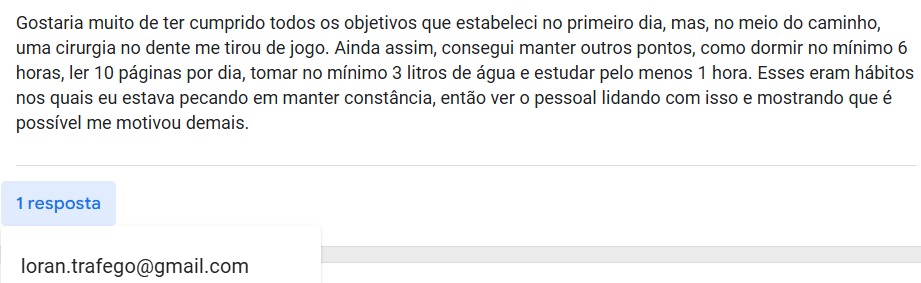 Gostaria muito de ter cumprido todos os objetivos que estabeleci no primeiro dia, mas, no meio do caminho,
uma cirurgia no dente me tirou de jogo. Ainda assim, consegui manter outros pontos, como dormir no mínimo 6
horas, ler 10 páginas por dia, tomar no mínimo 3 litros de água e estudar pelo menos 1 hora. Esses eram hábitos
nos quais eu estava pecando em manter constância, então ver o pessoal lidando com isso e mostrando que é
possível me motivou demais.
1 resposta
loran.trafego@gmail.com